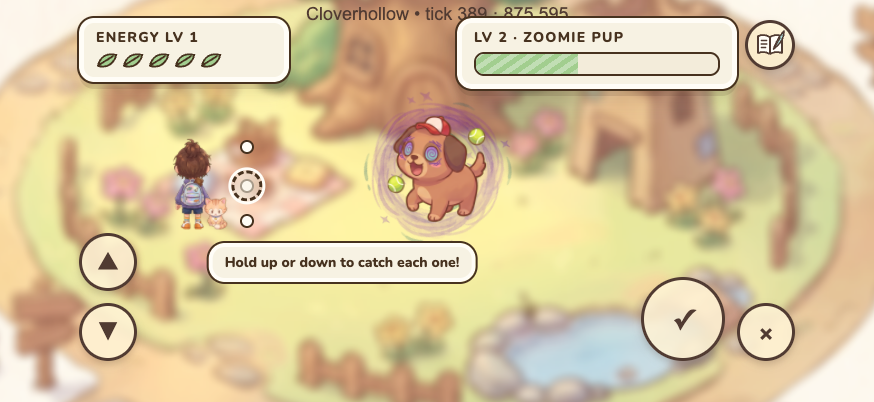 Cloverhollow • tick 389 · 875,595
ENERGY LV 1
LV 2 · ZOOMIE PUP
Hold up or down to catch each one!